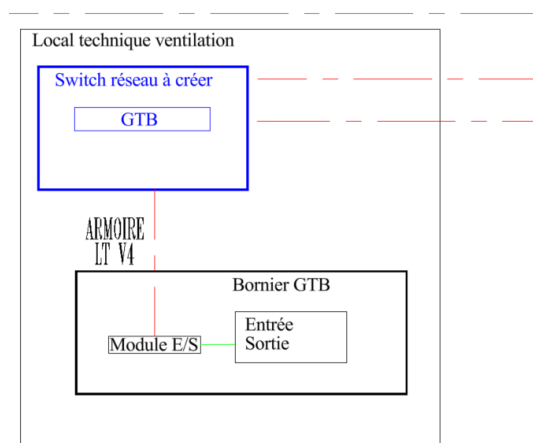 Local technique ventilation
Switch réseau à créer
GTB
ARMOIRE
LT V4
Bornier GTB
Entrée
Module E/S
Sortie